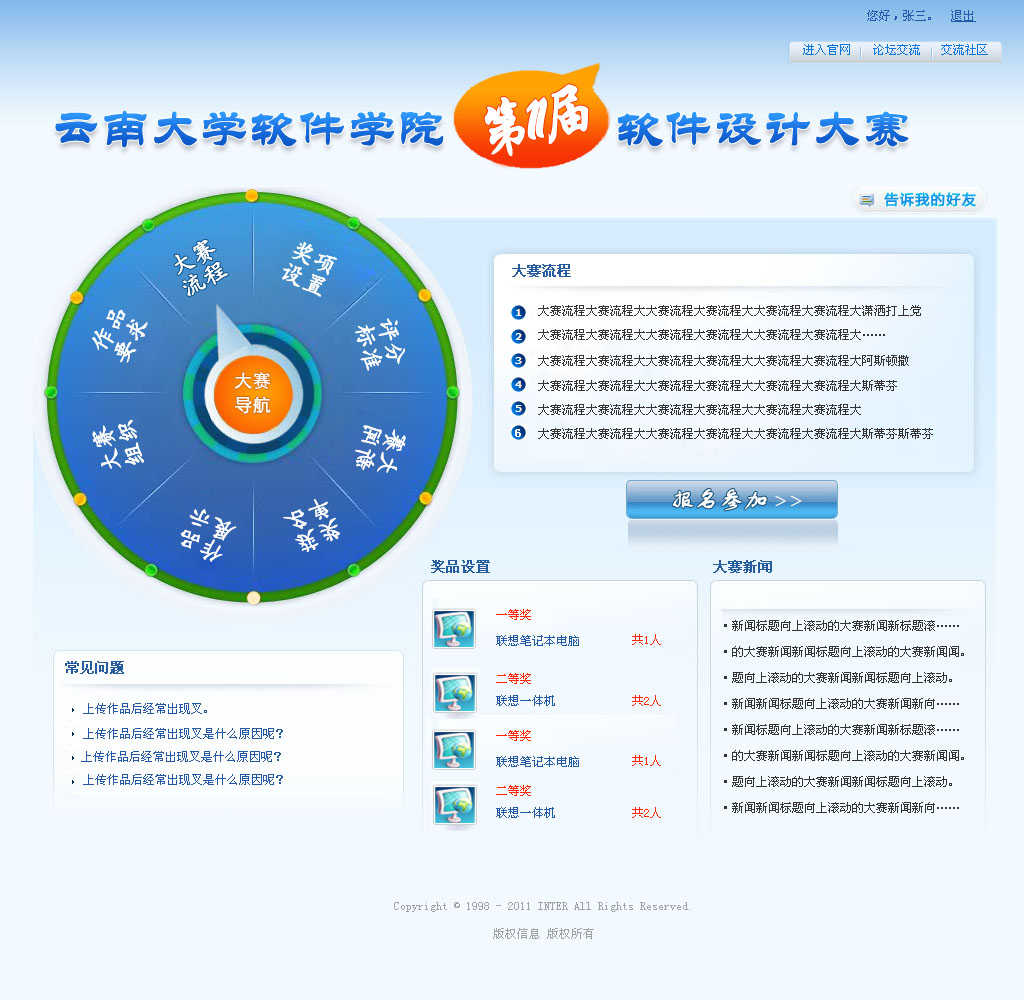 您好，张三。 退出
进入官网 论坛交流 交流社区
云南大学软件学院 第11届 软件设计大赛
告诉我的好友
大赛流程
奖项设置
评分标准
大赛新闻
获奖名单
作品展示
大赛组织
作品要求
大赛导航
大赛流程
1 大赛流程大赛流程大大赛流程大赛流程大大赛流程大赛流程大潇洒打上党
2 大赛流程大赛流程大大赛流程大赛流程大大赛流程大赛流程大……
3 大赛流程大赛流程大大赛流程大赛流程大大赛流程大赛流程大阿斯顿撒
4 大赛流程大赛流程大大赛流程大赛流程大大赛流程大赛流程大斯蒂芬
5 大赛流程大赛流程大大赛流程大赛流程大大赛流程大赛流程大
6 大赛流程大赛流程大大赛流程大赛流程大大赛流程大赛流程大斯蒂芬斯蒂芬
报名参加 >>
奖品设置
一等奖
联想笔记本电脑 共1人
二等奖
联想一体机 共2人
一等奖
联想笔记本电脑 共1人
二等奖
联想一体机 共2人
大赛新闻
新闻标题向上滚动的大赛新闻新标题滚……
的大赛新闻新闻标题向上滚动的大赛新闻闻。
题向上滚动的大赛新闻新闻标题向上滚动。
新闻新闻标题向上滚动的大赛新闻新向……
新闻标题向上滚动的大赛新闻新标题滚……
的大赛新闻新闻标题向上滚动的大赛新闻闻。
题向上滚动的大赛新闻新闻标题向上滚动。
新闻新闻标题向上滚动的大赛新闻新向……
常见问题
上传作品后经常出现叉。
上传作品后经常出现叉是什么原因呢？
上传作品后经常出现叉是什么原因呢？
上传作品后经常出现叉是什么原因呢？
Copyright © 1998 - 2011 INTER All Rights Reserved.
版权信息 版权所有